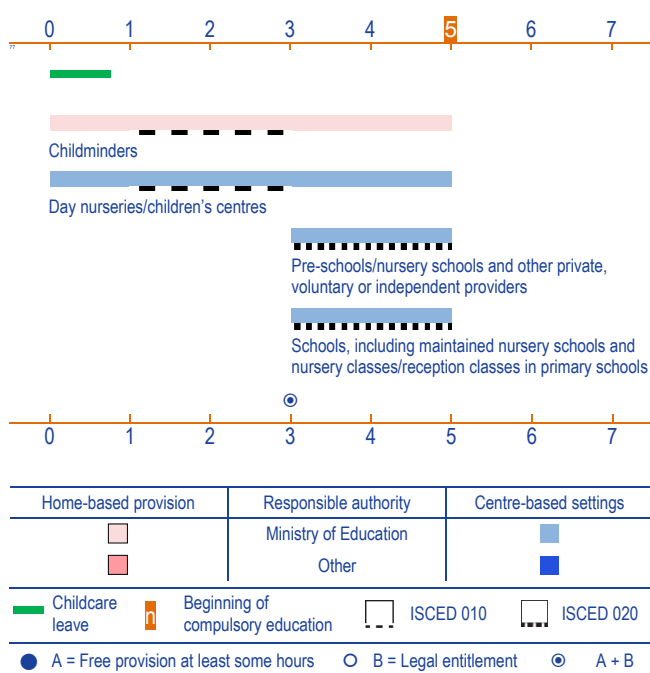 0 1 2 3 4 5 6 7
77
Childminders
Day nurseries/children's centres
Pre-schools/nursery schools and other private,
voluntary or independent providers
Schools, including maintained nursery schools and
nursery classes/reception classes in primary schools
0 1 2 3 4 5 6 7
Home-based provision Responsible authority Centre-based settings
Ministry of Education
Other
Childcare leave
n
Beginning of compulsory education
ISCED 010
ISCED 020
A = Free provision at least some hours B = Legal entitlement A + B